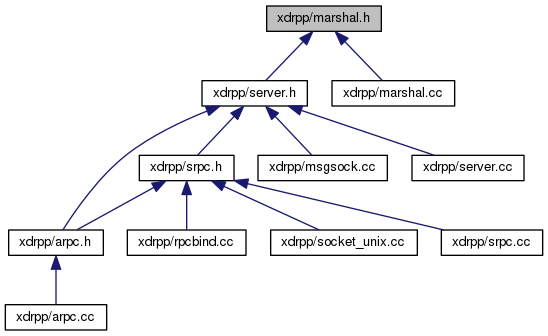 xdrpp/marshal.h
xdrpp/server.h
xdrpp/marshal.cc
xdrpp/srpc.h
xdrpp/msgsock.cc
xdrpp/server.cc
xdrpp/arpc.h
xdrpp/rpcbind.cc
xdrpp/socket_unix.cc
xdrpp/srpc.cc
xdrpp/arpc.cc